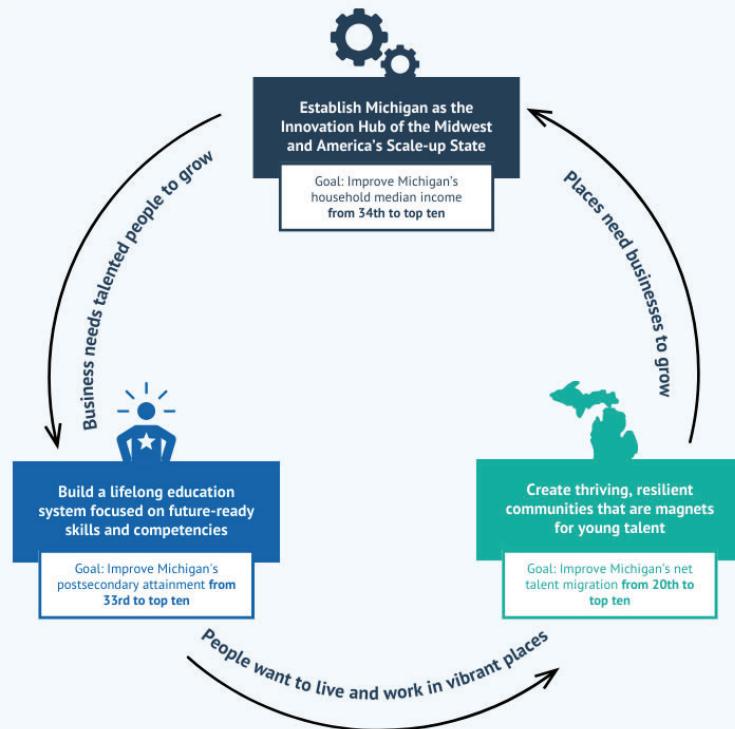 Establish Michigan as the
Innovation Hub of the Midwest
and America's Scale-up State
Goal: Improve Michigan's
household median income
from 34th to top ten
Business needs talented people to grow
Places need businesses to grow
Build a lifelong education
system focused on future-ready
skills and competencies
Goal: Improve Michigan's
postsecondary attainment from
33rd to top ten
Create thriving, resilient
communities that are magnets
for young talent
Goal: Improve Michigan's net
talent migration from 20th to
top ten
People want to live and work in vibrant places